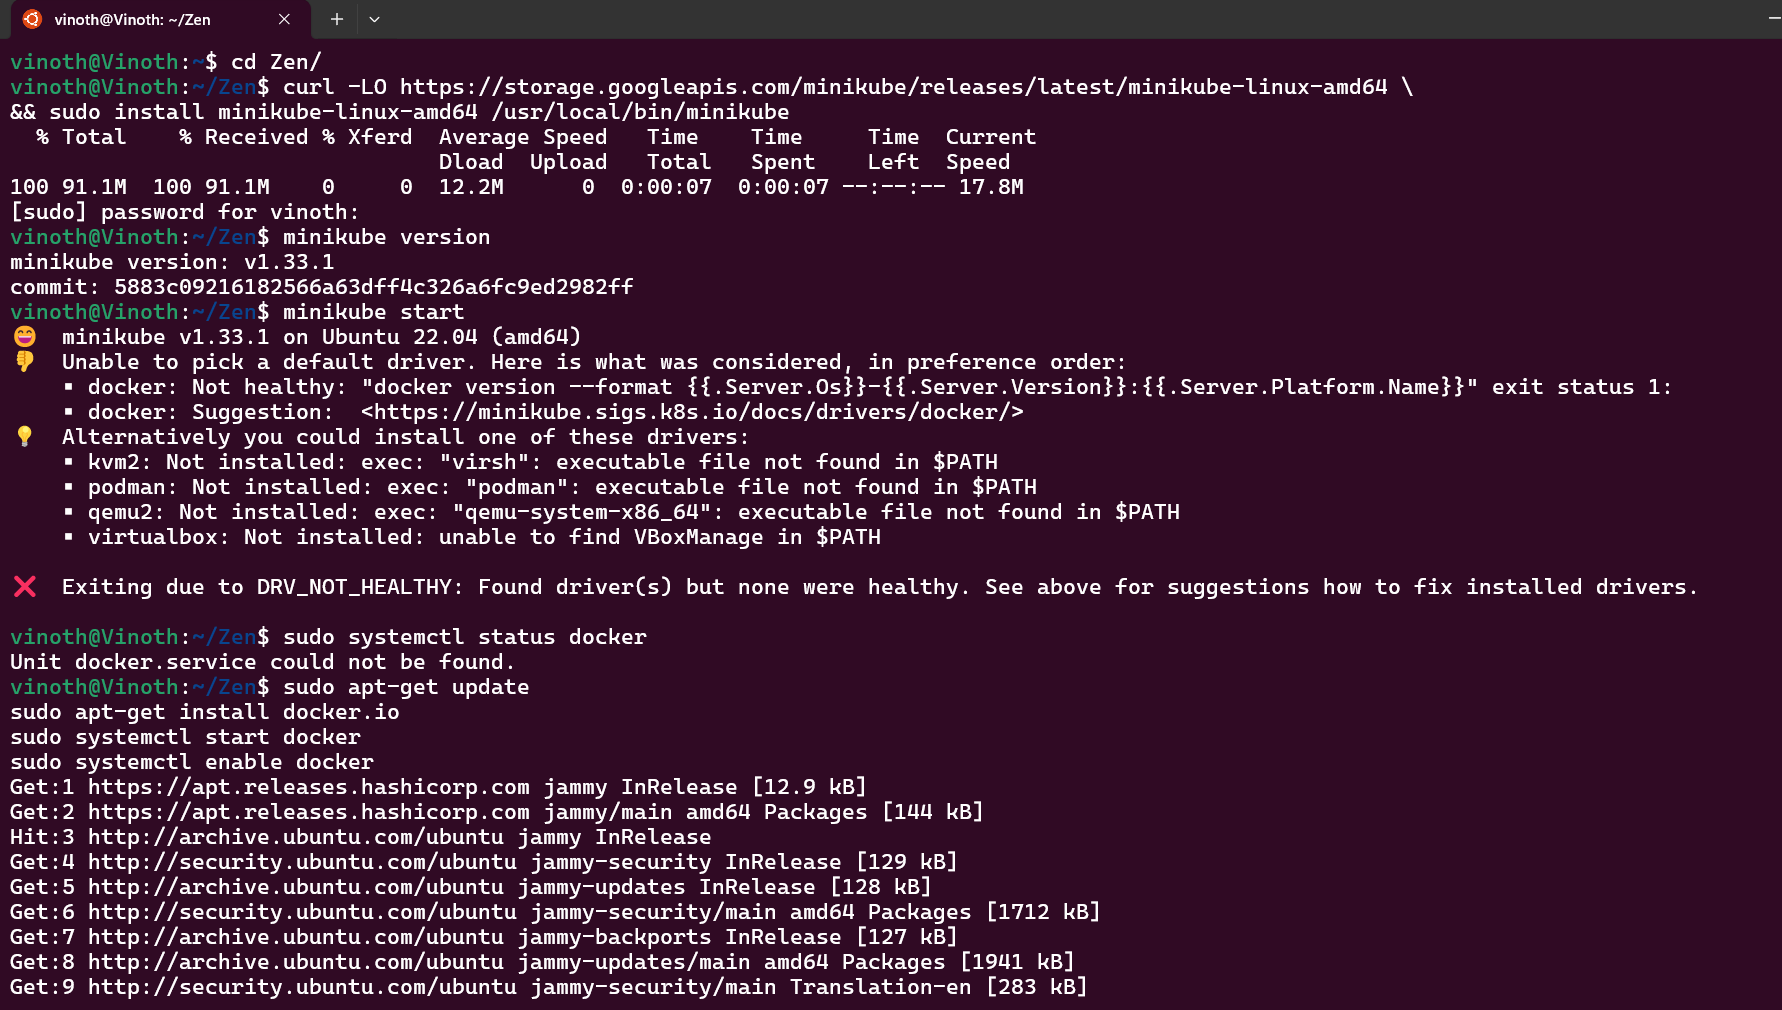 vinoth@Vinoth: ~/Zen
vinoth@Vinoth:~$ cd Zen/
vinoth@Vinoth:~/Zen$ curl -LO https://storage.googleapis.com/minikube/releases/latest/minikube-linux-amd64 \
&& sudo install minikube-linux-amd64 /usr/local/bin/minikube
  % Total    % Received % Xferd  Average Speed   Time    Time     Time  Current
                                 Dload  Upload   Total   Spent    Left  Speed
100 91.1M  100 91.1M    0     0  12.2M      0  0:00:07  0:00:07 --:--:-- 17.8M
[sudo] password for vinoth:
vinoth@Vinoth:~/Zen$ minikube version
minikube version: v1.33.1
commit: 5883c09216182566a63dff4c326a6fc9ed2982ff
vinoth@Vinoth:~/Zen$ minikube start
😄  minikube v1.33.1 on Ubuntu 22.04 (amd64)
👎  Unable to pick a default driver. Here is what was considered, in preference order:
    ▪ docker: Not healthy: "docker version --format {{.Server.Os}}-{{.Server.Version}}:{{.Server.Platform.Name}}" exit status 1:
    ▪ docker: Suggestion:  <https://minikube.sigs.k8s.io/docs/drivers/docker/>
💡  Alternatively you could install one of these drivers:
    ▪ kvm2: Not installed: exec: "virsh": executable file not found in $PATH
    ▪ podman: Not installed: exec: "podman": executable file not found in $PATH
    ▪ qemu2: Not installed: exec: "qemu-system-x86_64": executable file not found in $PATH
    ▪ virtualbox: Not installed: unable to find VBoxManage in $PATH
❌  Exiting due to DRV_NOT_HEALTHY: Found driver(s) but none were healthy. See above for suggestions how to fix installed drivers.
vinoth@Vinoth:~/Zen$ sudo systemctl status docker
Unit docker.service could not be found.
vinoth@Vinoth:~/Zen$ sudo apt-get update
sudo apt-get install docker.io
sudo systemctl start docker
sudo systemctl enable docker
Get:1 https://apt.releases.hashicorp.com jammy InRelease [12.9 kB]
Get:2 https://apt.releases.hashicorp.com jammy/main amd64 Packages [144 kB]
Hit:3 http://archive.ubuntu.com/ubuntu jammy InRelease
Get:4 http://security.ubuntu.com/ubuntu jammy-security InRelease [129 kB]
Get:5 http://archive.ubuntu.com/ubuntu jammy-updates InRelease [128 kB]
Get:6 http://security.ubuntu.com/ubuntu jammy-security/main amd64 Packages [1712 kB]
Get:7 http://archive.ubuntu.com/ubuntu jammy-backports InRelease [127 kB]
Get:8 http://archive.ubuntu.com/ubuntu jammy-updates/main amd64 Packages [1941 kB]
Get:9 http://security.ubuntu.com/ubuntu jammy-security/main Translation-en [283 kB]